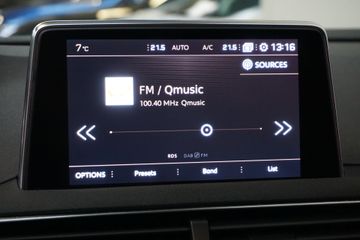 7°C 21.5 AUTO A/C 21.5 13:16
SOURCES
FM / Qmusic
100.40 MHz Qmusic
RDS DAB FM
OPTIONS Presets Band List